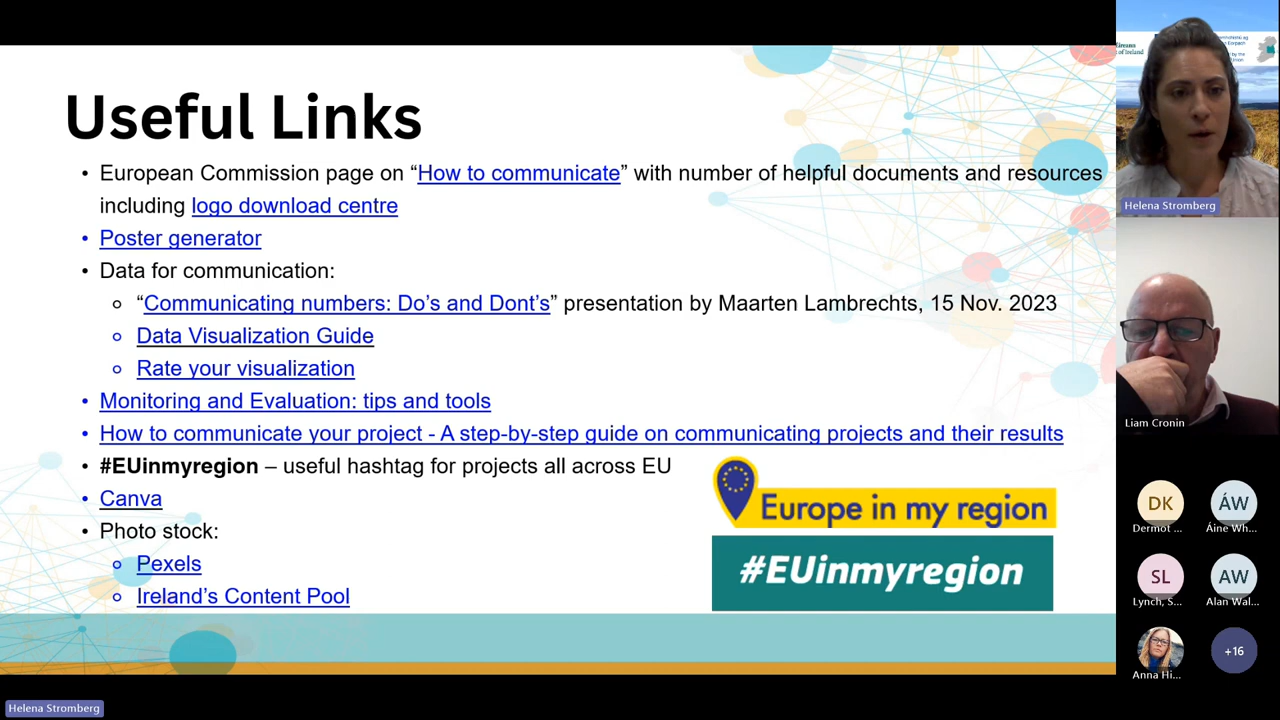 Useful Links
• European Commission page on “How to communicate” with number of helpful documents and resources
including logo download centre
• Poster generator
• Data for communication:
“Communicating numbers: Do’s and Dont’s” presentation by Maarten Lambrechts, 15 Nov. 2023
Data Visualization Guide
Rate your visualization
• Monitoring and Evaluation: tips and tools
• How to communicate your project - A step-by-step guide on communicating projects and their results
• #EUinmyregion – useful hashtag for projects all across EU
• Canva
• Photo stock:
Pexels
Ireland’s Content Pool
Europe in my region
#EUinmyregion
Helena Stromberg
Liam Cronin
DK
Dermot ...
ÁW
Áine Wh...
SL
Lynch, S...
AW
Alan Wal...
Anna Hi...
+16
Helena Stromberg